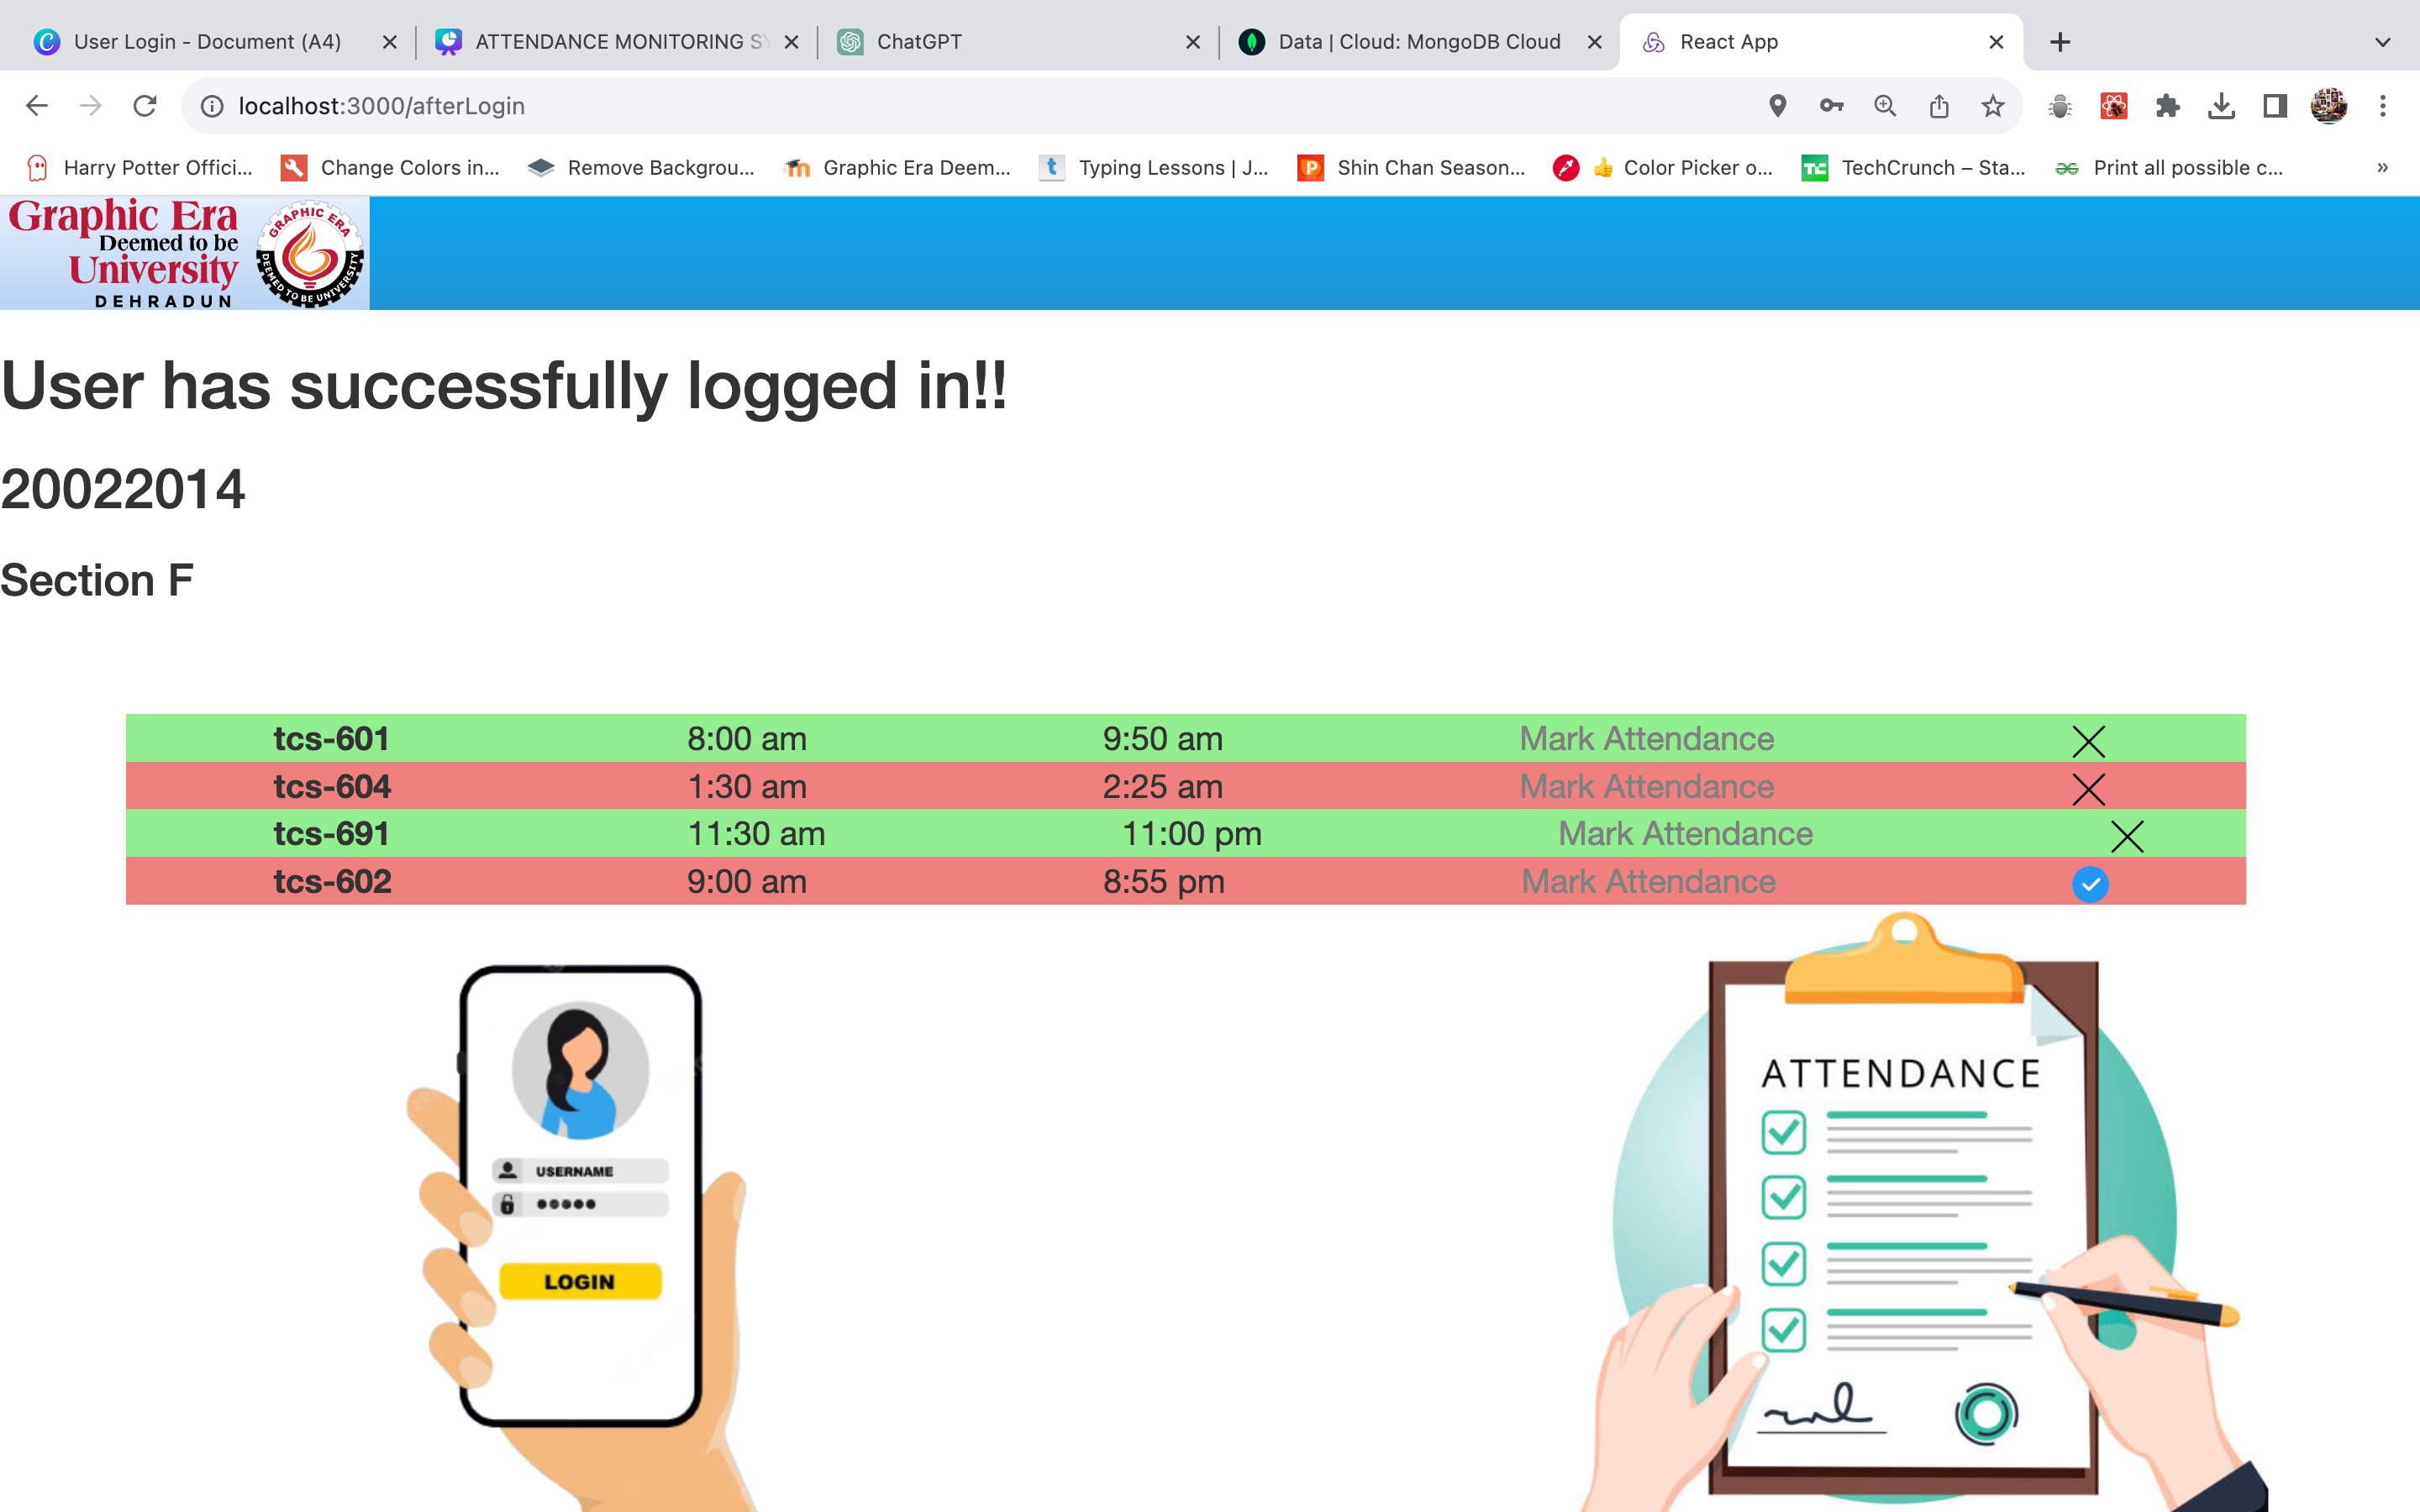 User Login - Document (A4)
ATTENDANCE MONITORING S
ChatGPT
Data | Cloud: MongoDB Cloud
React App
localhost:3000/afterLogin
Harry Potter Offici...
Change Colors in...
Remove Backgrou...
Graphic Era Deem...
Typing Lessons | J...
Shin Chan Season...
👍 Color Picker o...
TechCrunch – Sta...
Print all possible c...
»
Graphic Era
Deemed to be
University
DEHRADUN
GRAPHIC ERA
DEEMED TO BE UNIVERSITY
User has successfully logged in!!
20022014
Section F
tcs-601 8:00 am 9:50 am Mark Attendance
tcs-604 1:30 am 2:25 am Mark Attendance
tcs-691 11:30 am 11:00 pm Mark Attendance
tcs-602 9:00 am 8:55 pm Mark Attendance
USERNAME
LOGIN
ATTENDANCE